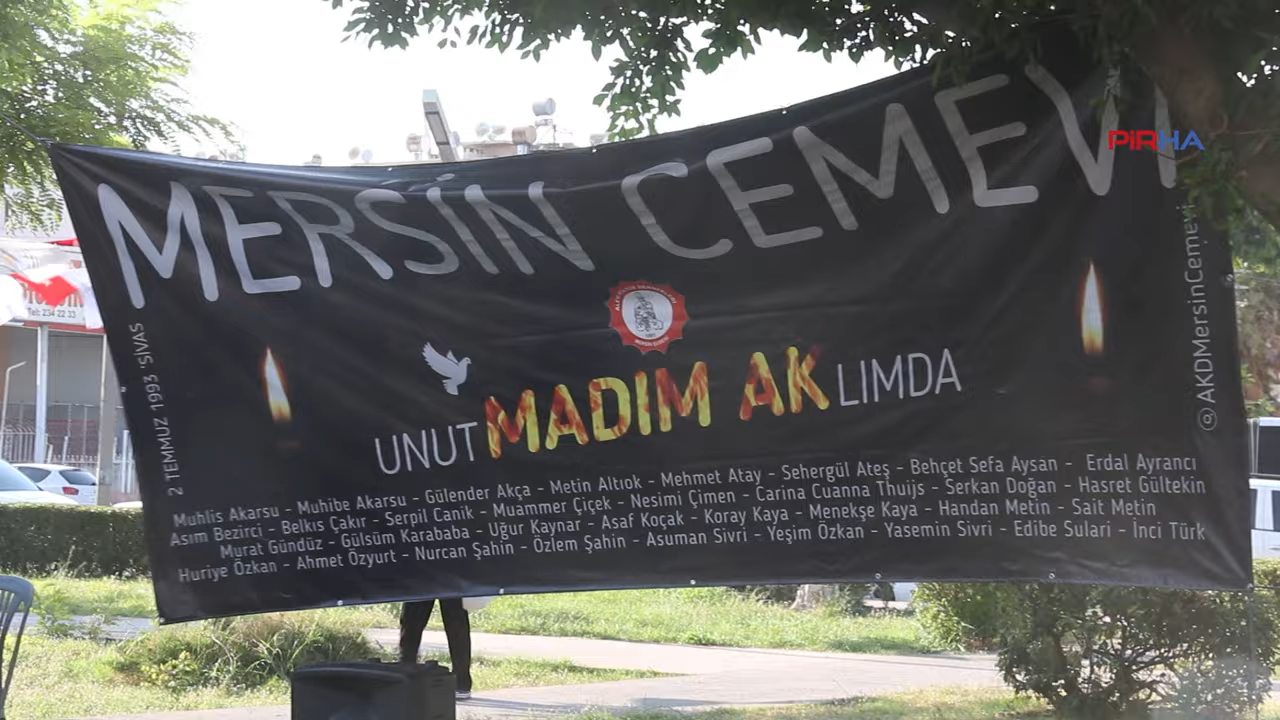 PIRHA
MERSİN CEMEVİ
Tel: 234 22 33
2 TEMMUZ 1993 'SİVAS
@AKDMersinCemevi
UNUTMADIM AKLIMDA
Muhlis Akarsu - Muhibe Akarsu - Gülender Akça - Metin Altıok - Mehmet Atay - Sehergül Ateş - Behçet Sefa Aysan - Erdal Ayrancı
Asım Bezirci - Belkıs Çakır - Serpil Canik - Muammer Çiçek - Nesimi Çimen - Carina Cuanna Thuijs - Serkan Doğan - Hasret Gültekin
Murat Gündüz - Gülsüm Karababa - Uğur Kaynar - Asaf Koçak - Koray Kaya - Menekşe Kaya - Handan Metin - Sait Metin
Huriye Özkan - Ahmet Özyurt - Nurcan Şahin - Özlem Şahin - Asuman Sivri - Yeşim Özkan - Yasemin Sivri - Edibe Sulari - İnci Türk